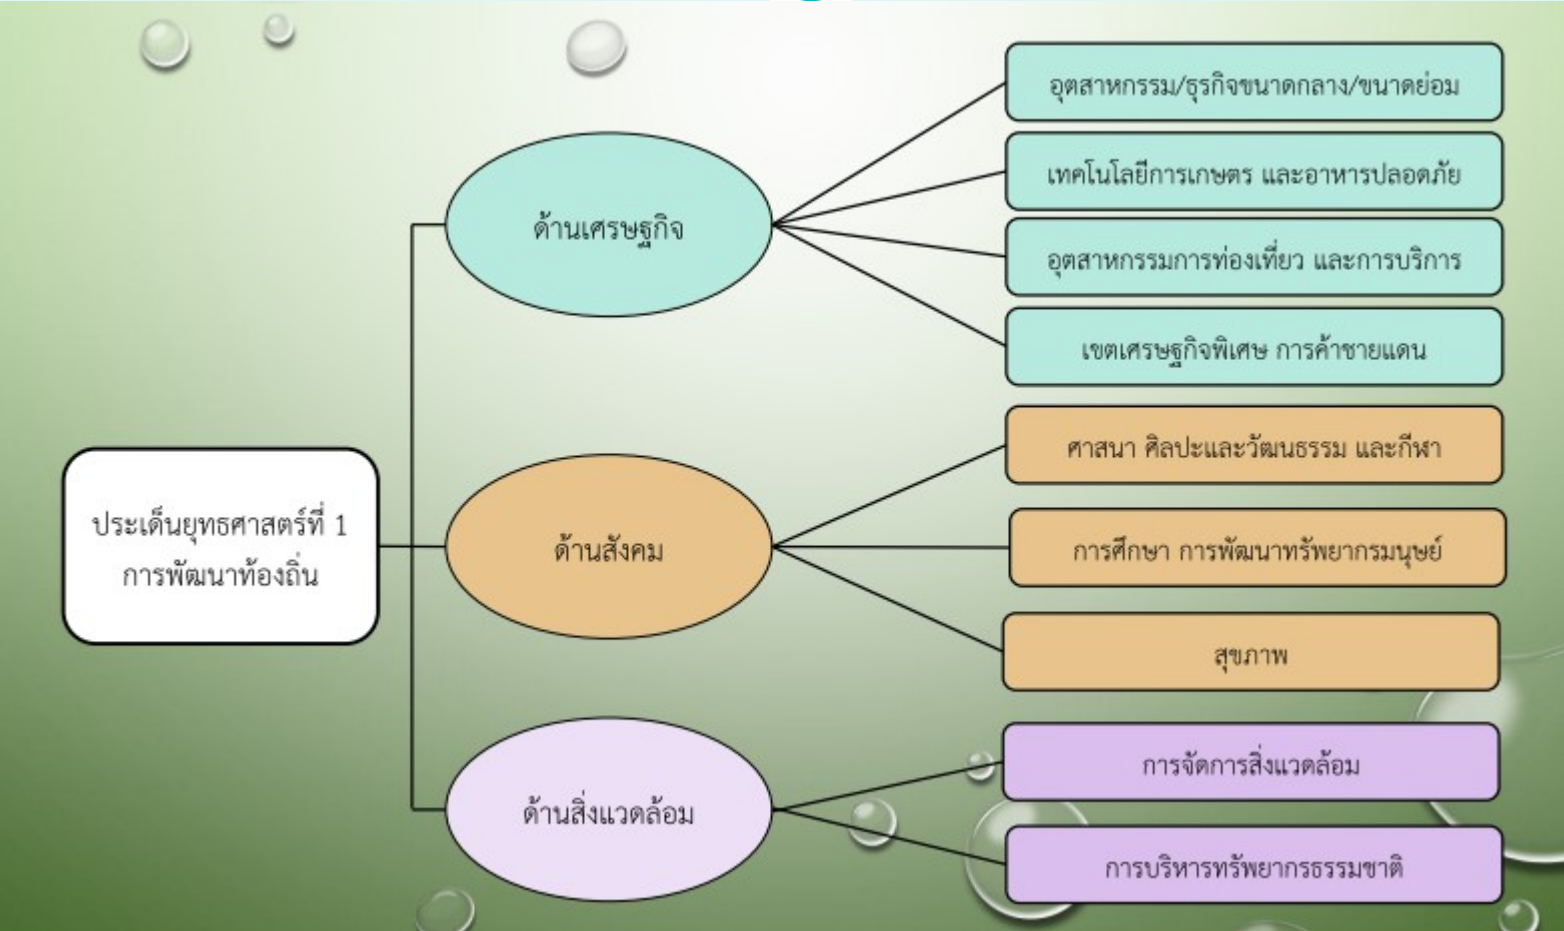 ประเด็นยุทธศาสตร์ที่ 1
การพัฒนาท้องถิ่น
ด้านเศรษฐกิจ
อุตสาหกรรม/ธุรกิจขนาดกลาง/ขนาดย่อม
เทคโนโลยีการเกษตร และอาหารปลอดภัย
อุตสาหกรรมการท่องเที่ยว และการบริการ
เขตเศรษฐกิจพิเศษ การค้าชายแดน
ด้านสังคม
ศาสนา ศิลปะและวัฒนธรรม และกีฬา
การศึกษา การพัฒนาทรัพยากรมนุษย์
สุขภาพ
ด้านสิ่งแวดล้อม
การจัดการสิ่งแวดล้อม
การบริหารทรัพยากรธรรมชาติ